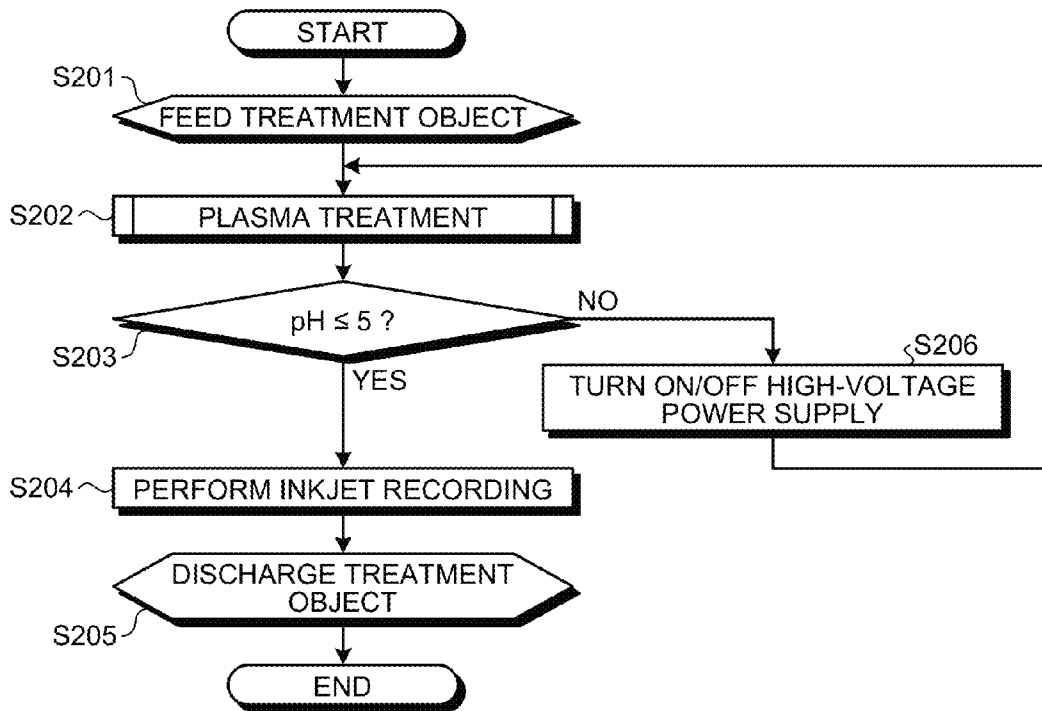 START
S201
FEED TREATMENT OBJECT
S202
PLASMA TREATMENT
pH ≤ 5 ?
NO
S203
YES
S206
TURN ON/OFF HIGH-VOLTAGE
POWER SUPPLY
S204
PERFORM INKJET RECORDING
DISCHARGE TREATMENT
OBJECT
S205
END